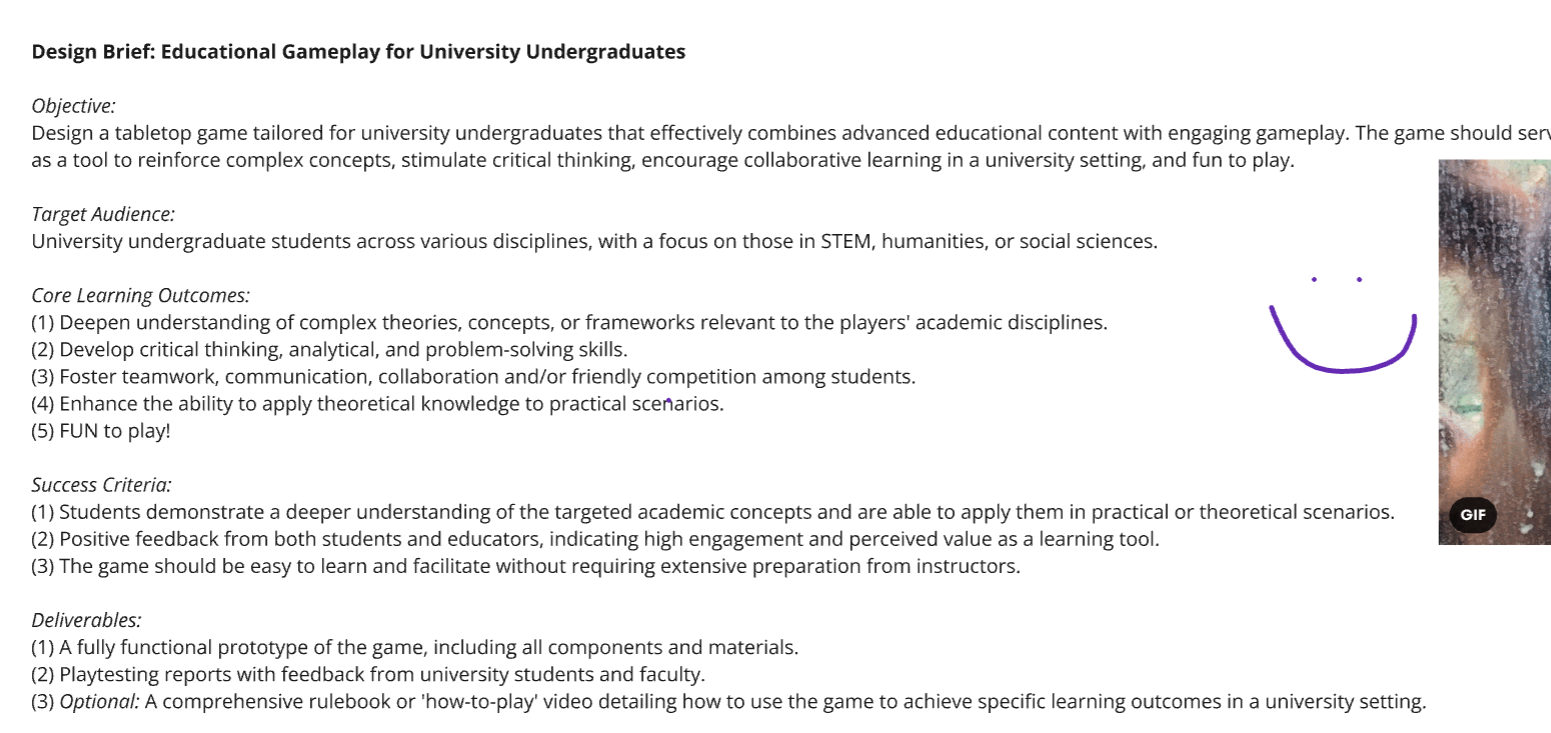 Design Brief: Educational Gameplay for University Undergraduates
Objective:
Design a tabletop game tailored for university undergraduates that effectively combines advanced educational content with engaging gameplay. The game should serv
as a tool to reinforce complex concepts, stimulate critical thinking, encourage collaborative learning in a university setting, and fun to play.
Target Audience:
University undergraduate students across various disciplines, with a focus on those in STEM, humanities, or social sciences.
Core Learning Outcomes:
(1) Deepen understanding of complex theories, concepts, or frameworks relevant to the players' academic disciplines.
(2) Develop critical thinking, analytical, and problem-solving skills.
(3) Foster teamwork, communication, collaboration and/or friendly competition among students.
(4) Enhance the ability to apply theoretical knowledge to practical scenarios.
(5) FUN to play!
Success Criteria:
(1) Students demonstrate a deeper understanding of the targeted academic concepts and are able to apply them in practical or theoretical scenarios.
GIF
(2) Positive feedback from both students and educators, indicating high engagement and perceived value as a learning tool.
(3) The game should be easy to learn and facilitate without requiring extensive preparation from instructors.
Deliverables:
(1) A fully functional prototype of the game, including all components and materials.
(2) Playtesting reports with feedback from university students and faculty.
(3) Optional: A comprehensive rulebook or 'how-to-play' video detailing how to use the game to achieve specific learning outcomes in a university setting.